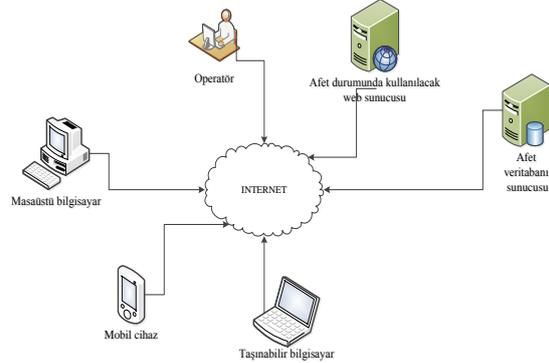 Operatör
Afet durumunda kullanılacak
web sunucusu
Afet
veritabanı
sunucusu
Masaüstü bilgisayar
INTERNET
Mobil cihaz
Taşınabilir bilgisayar